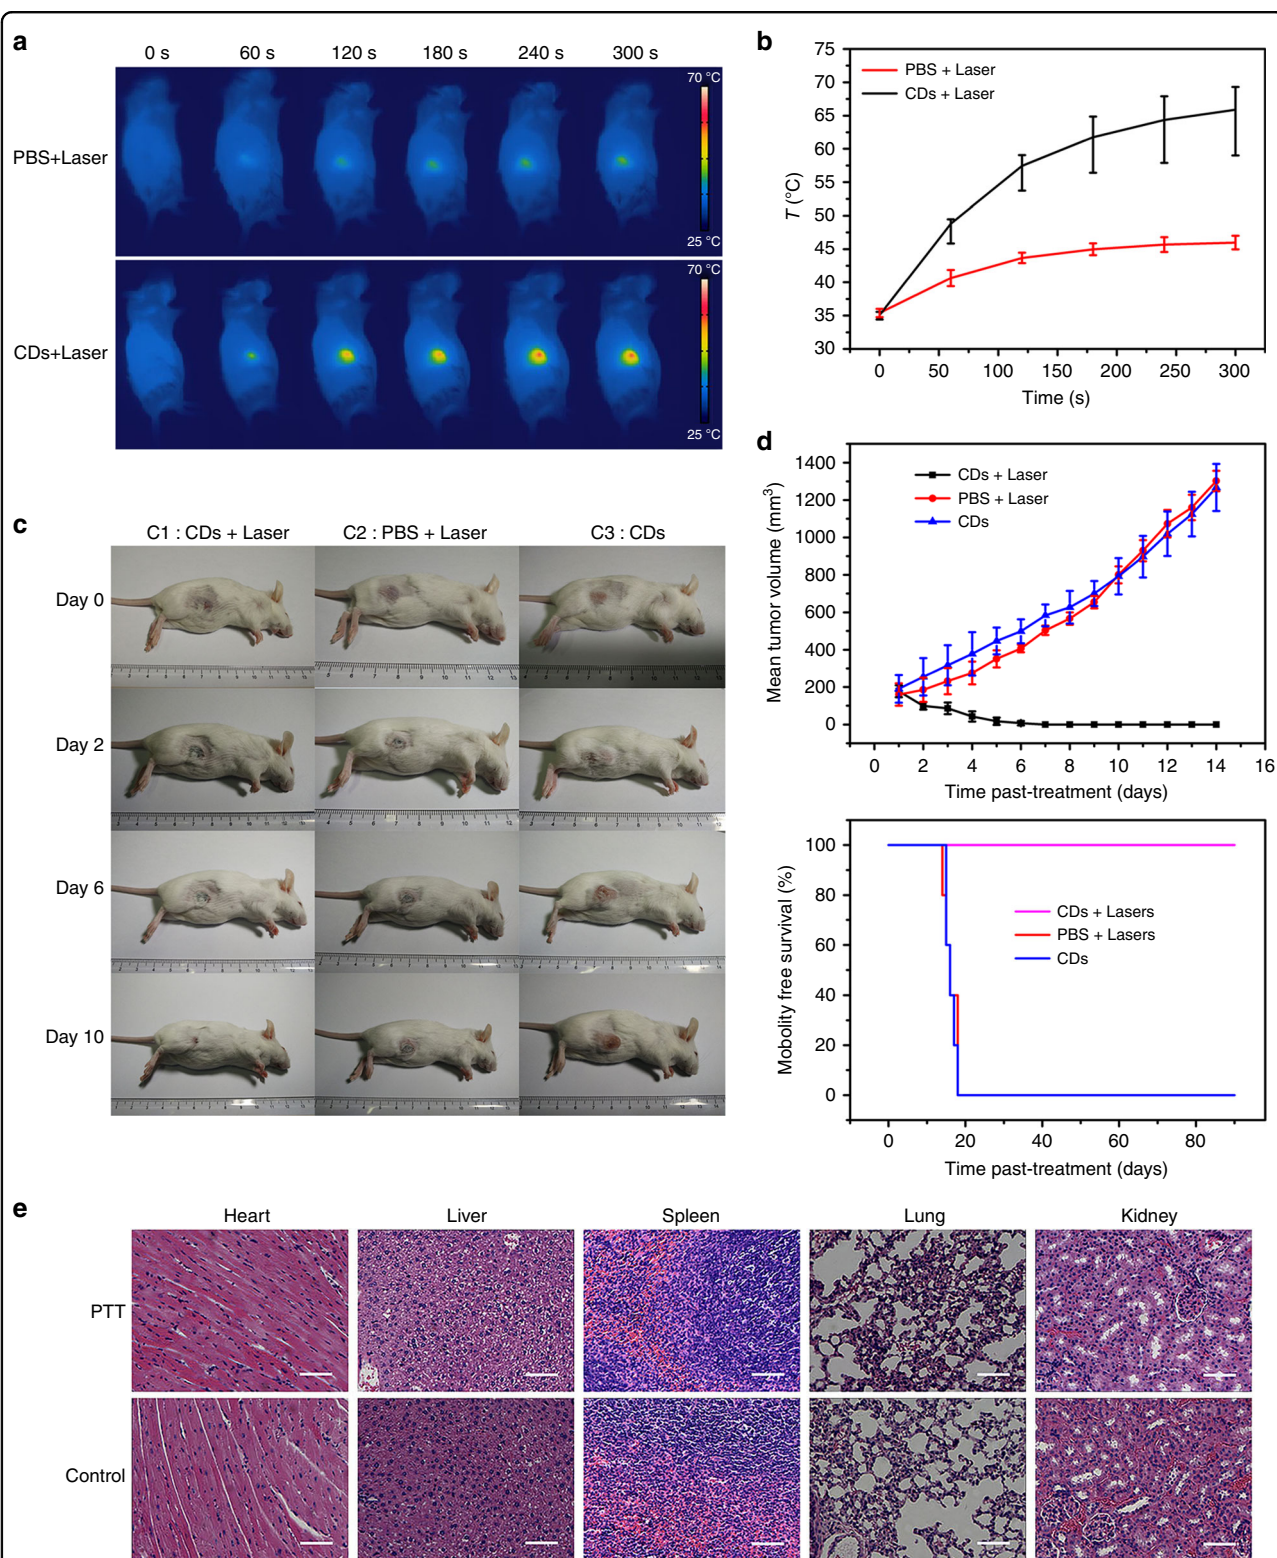 a
0 s 60 s 120 s 180 s 240 s 300 s
PBS+Laser
70 °C
25 °C
CDs+Laser
70 °C
25 °C
b
75
70
65
60
55
50
45
40
35
30
T (°C)
PBS + Laser
CDs + Laser
0 50 100 150 200 250 300
Time (s)
c
C1 : CDs + Laser C2 : PBS + Laser C3 : CDs
Day 0
Day 2
Day 6
Day 10
d
1400
1200
1000
800
600
400
200
0
Mean tumor volume (mm³)
CDs + Laser
PBS + Laser
CDs
0 2 4 6 8 10 12 14 16
Time past-treatment (days)
100
80
60
40
20
0
Mobolity free survival (%)
CDs + Lasers
PBS + Lasers
CDs
0 20 40 60 80
Time past-treatment (days)
e
Heart Liver Spleen Lung Kidney
PTT
Control